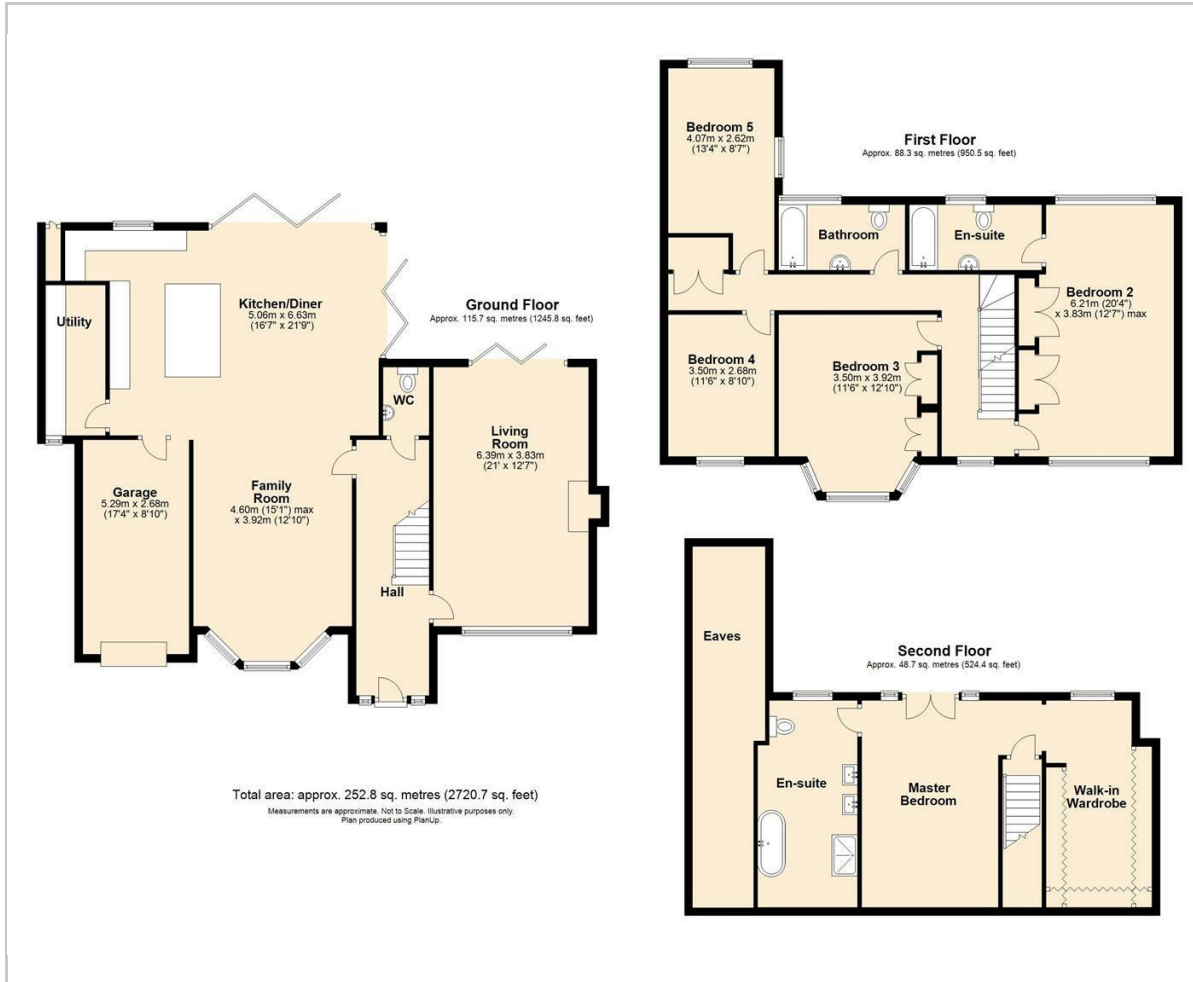 Ground Floor
Approx. 115.7 sq. metres (1245.8 sq. feet)
Kitchen/Diner
5.06m x 6.63m
(16'7" x 21'9")
Utility
WC
Living
Room
6.39m x 3.83m
(21' x 12'7")
Garage
5.29m x 2.68m
(17'4" x 8'10")
Family
Room
4.60m (15'1") max
x 3.92m (12'10")
Hall
Total area: approx. 252.8 sq. metres (2720.7 sq. feet)
Measurements are approximate. Not to Scale. Illustrative purposes only.
Plan produced using PlanUp.
First Floor
Approx. 88.3 sq. metres (950.5 sq. feet)
Bedroom 5
4.07m x 2.62m
(13'4" x 8'7")
Bathroom
En-suite
Bedroom 2
6.21m (20'4")
x 3.83m (12'7") max
Bedroom 4
3.50m x 2.68m
(11'6" x 8'10")
Bedroom 3
3.50m x 3.92m
(11'6" x 12'10")
Second Floor
Approx. 48.7 sq. metres (524.4 sq. feet)
Eaves
En-suite
Master
Bedroom
Walk-in
Wardrobe